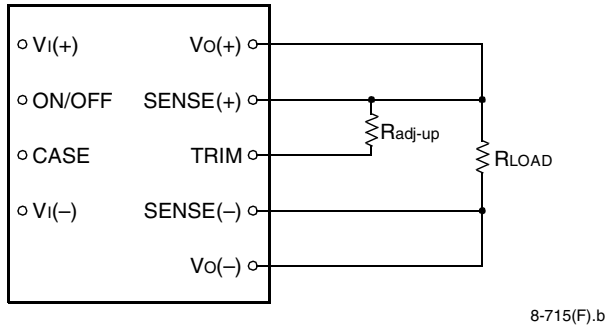 VI(+) VO(+)
ON/OFF SENSE(+)
Radj-up
CASE TRIM
RLOAD
VI(–) SENSE(–)
VO(–)
8-715(F).b